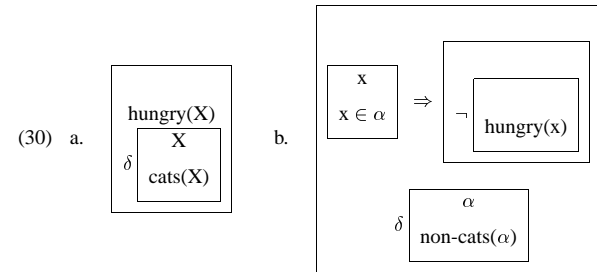 (30) a.
hungry(X)
X
δ
cats(X)
b.
x
x ∈ α
⇒
¬
hungry(x)
α
δ
non-cats(α)